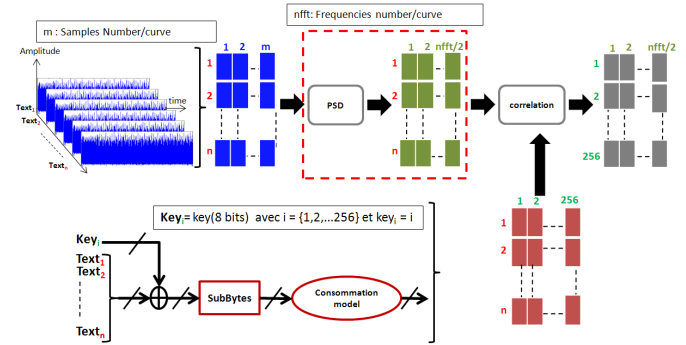 m : Samples Number/curve
nfft: Frequencies number/curve
Amplitude
time
Text1
Text2
Textn
1 2 m
1
2
n
PSD
1 2 nfft/2
1
2
n
correlation
1 2 nfft/2
1
2
256
Keyi= key(8 bits) avec i = {1,2,...256} et keyi = i
Keyi
Text1
Text2
Textn
SubBytes
Consommation
model
1 2 256
1
2
n